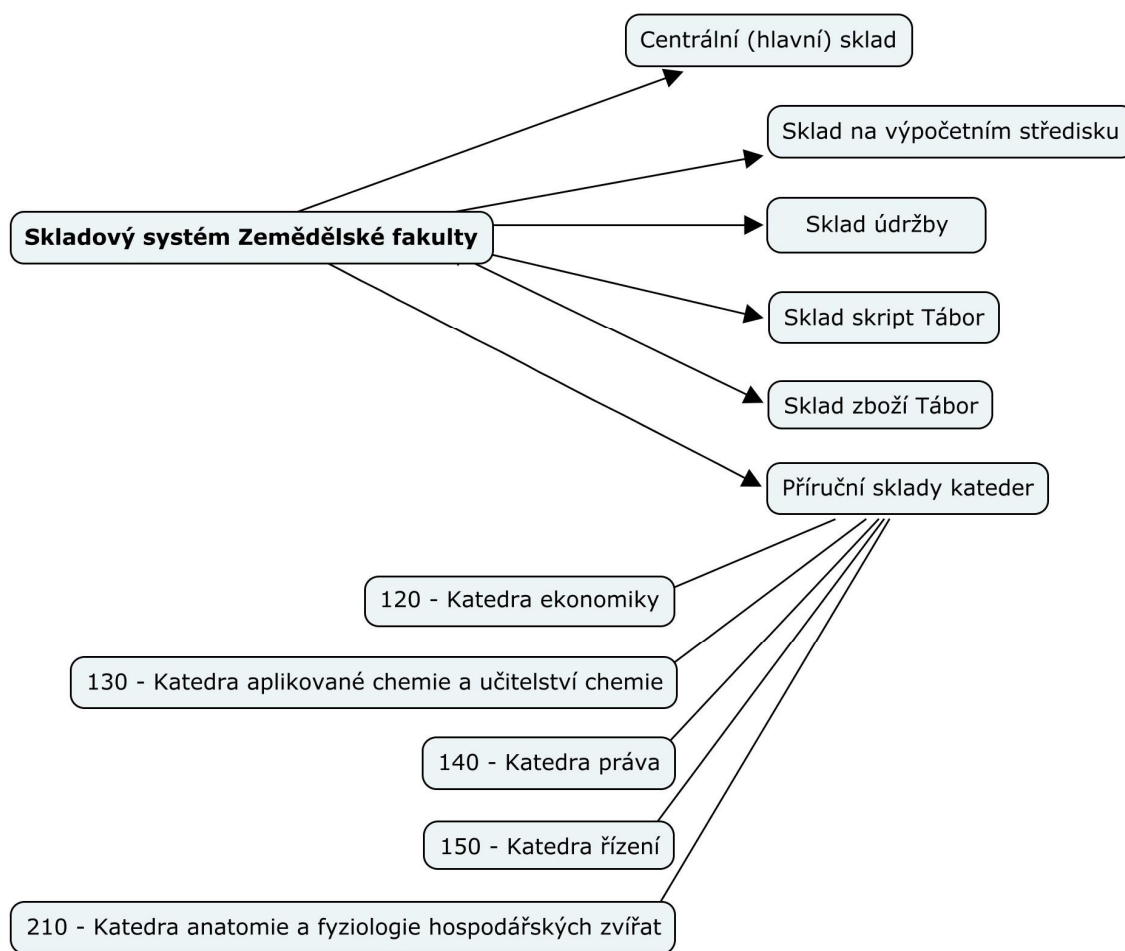 Centrální (hlavní) sklad
Sklad na výpočetním středisku
Skladový systém Zemědělské fakulty
Sklad údržby
Sklad skript Tábor
Sklad zboží Tábor
Příruční sklady kateder
120 - Katedra ekonomiky
130 - Katedra aplikované chemie a učitelství chemie
140 - Katedra práva
150 - Katedra řízení
210 - Katedra anatomie a fyziologie hospodářských zvířat